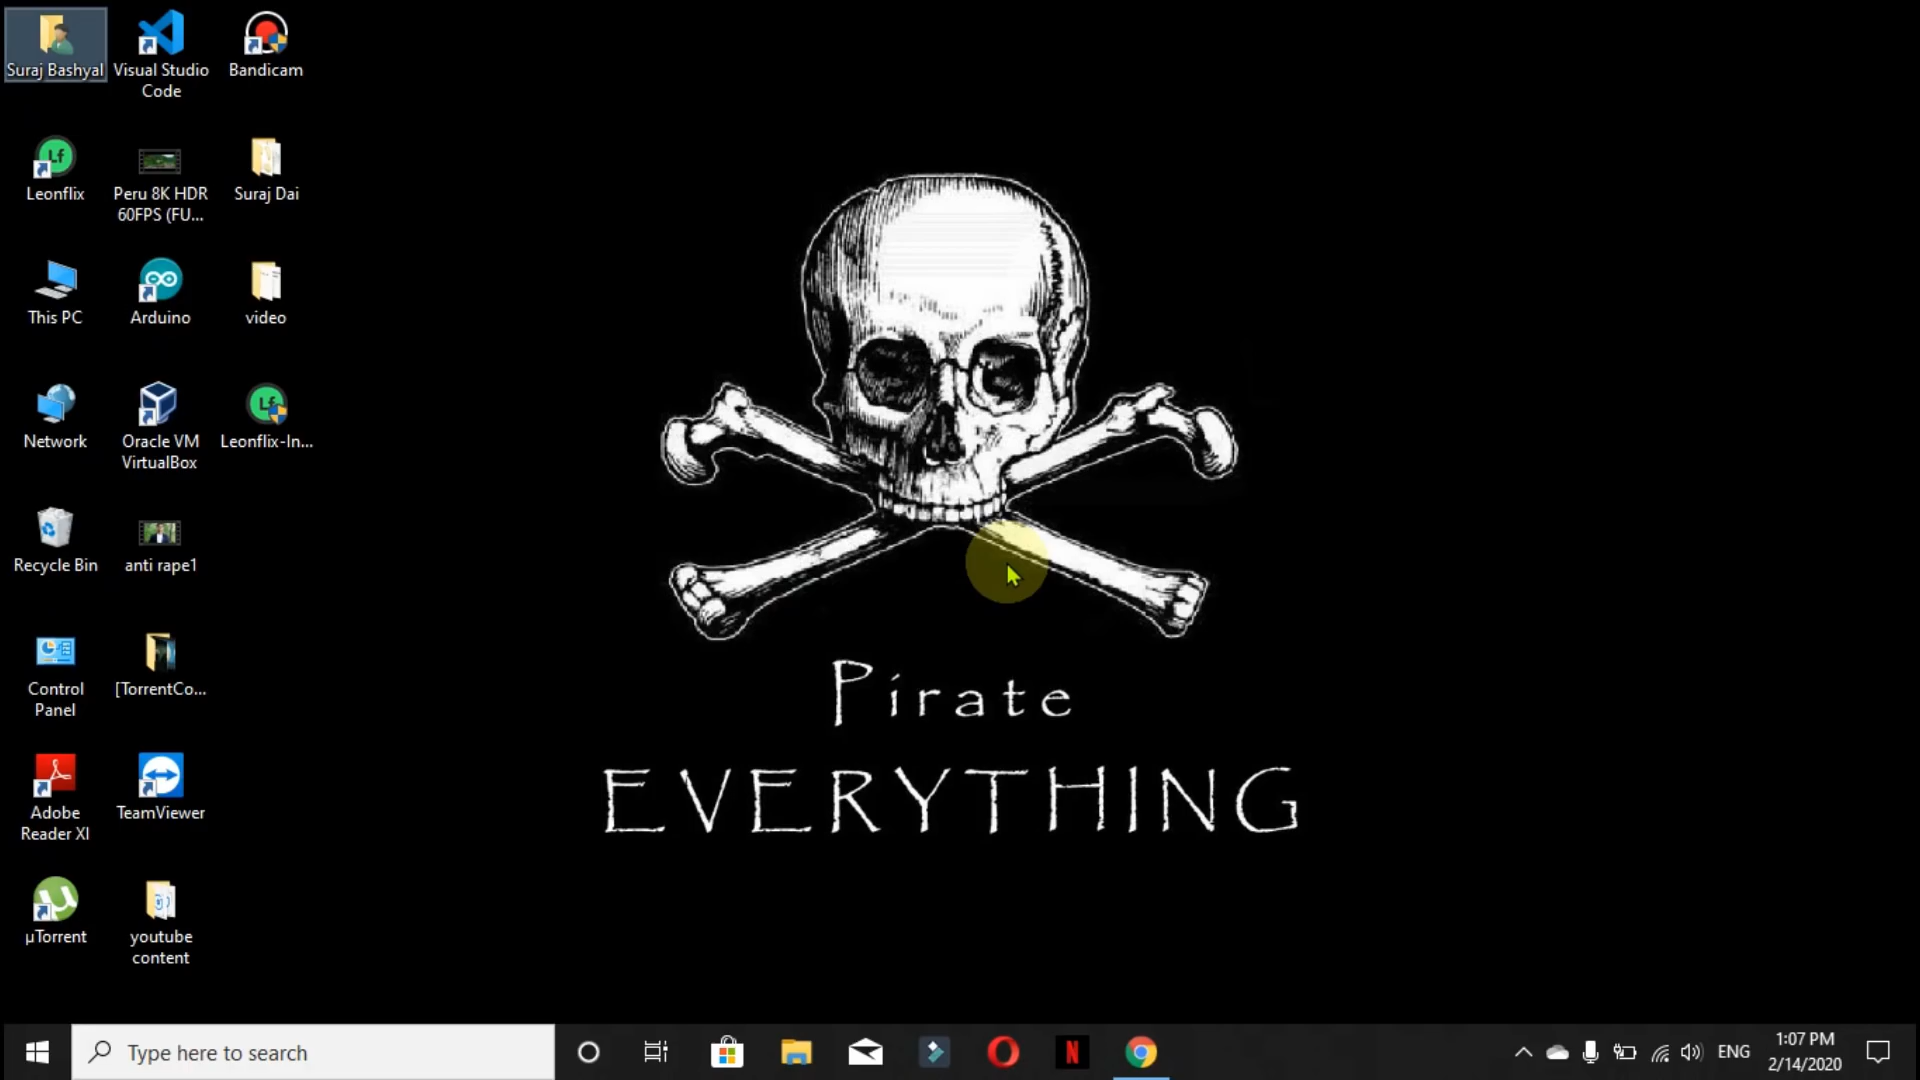 Suraj Bashyal
Visual Studio
Code
Bandicam
Leonflix
Peru 8K HDR
60FPS (FU...
Suraj Dai
This PC
Arduino
video
Network
Oracle VM
VirtualBox
Leonflix-In...
Recycle Bin
anti rape1
Control
Panel
[TorrentCo...
Adobe
Reader XI
TeamViewer
µTorrent
youtube
content
Pirate
EVERYTHING
Type here to search
ENG
1:07 PM
2/14/2020